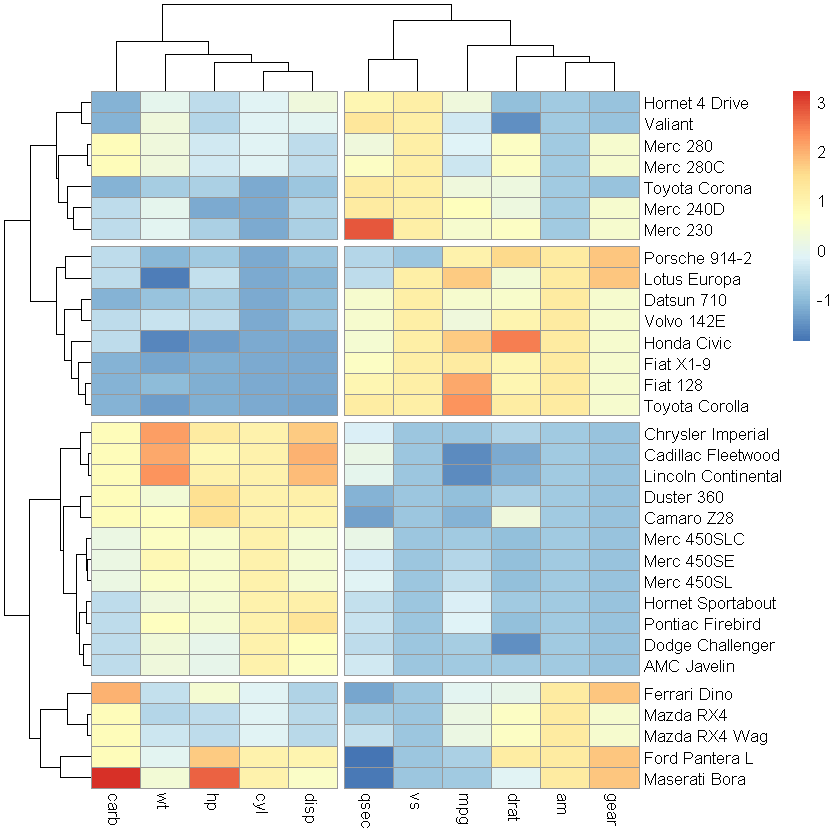 Hornet 4 Drive
Valiant
Merc 280
Merc 280C
Toyota Corona
Merc 240D
Merc 230
Porsche 914-2
Lotus Europa
Datsun 710
Volvo 142E
Honda Civic
Fiat X1-9
Fiat 128
Toyota Corolla
Chrysler Imperial
Cadillac Fleetwood
Lincoln Continental
Duster 360
Camaro Z28
Merc 450SLC
Merc 450SE
Merc 450SL
Hornet Sportabout
Pontiac Firebird
Dodge Challenger
AMC Javelin
Ferrari Dino
Mazda RX4
Mazda RX4 Wag
Ford Pantera L
Maserati Bora
carb wt hp cyl disp qsec vs mpg drat am gear
3
2
1
0
-1